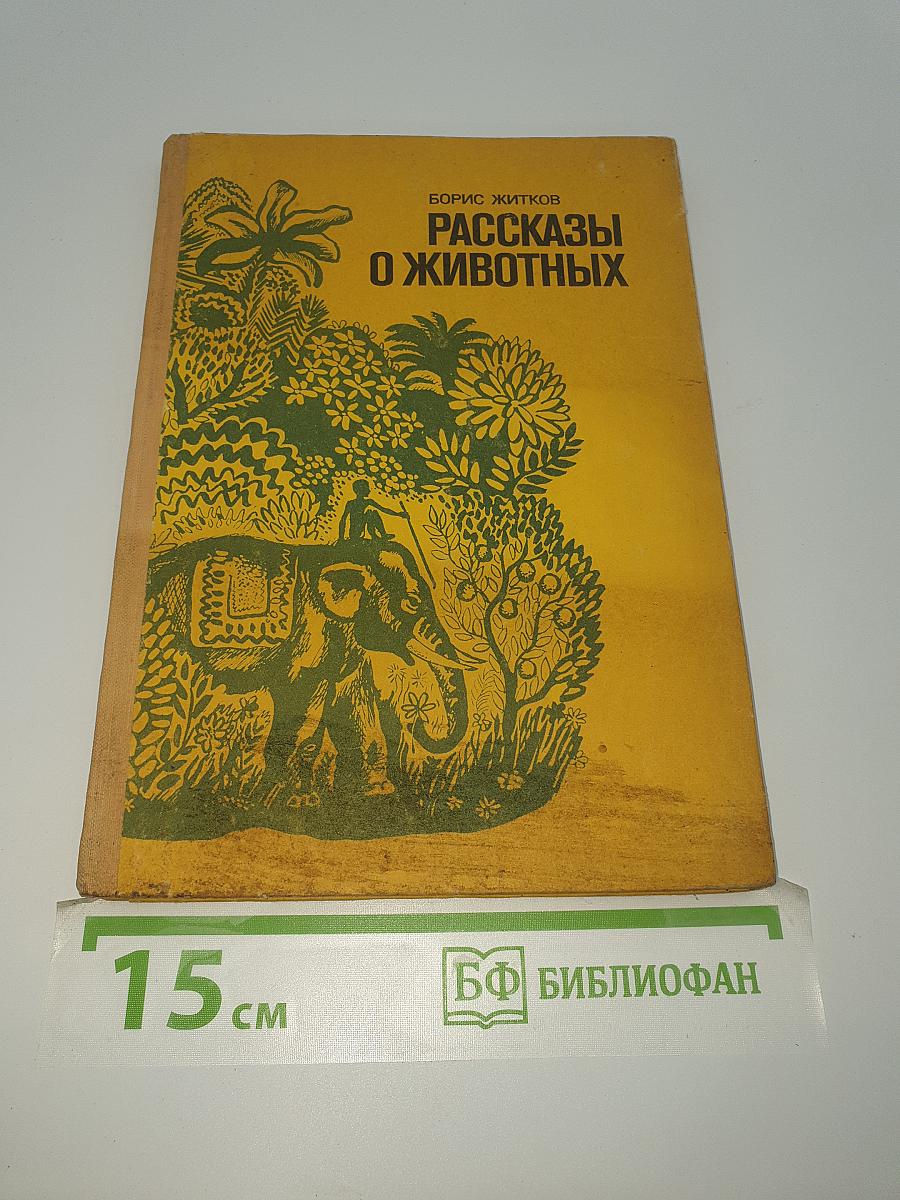 БОРИС ЖИТКОВ
РАССКАЗЫ
О ЖИВОТНЫХ
15 см
БФ БИБЛИОФАН